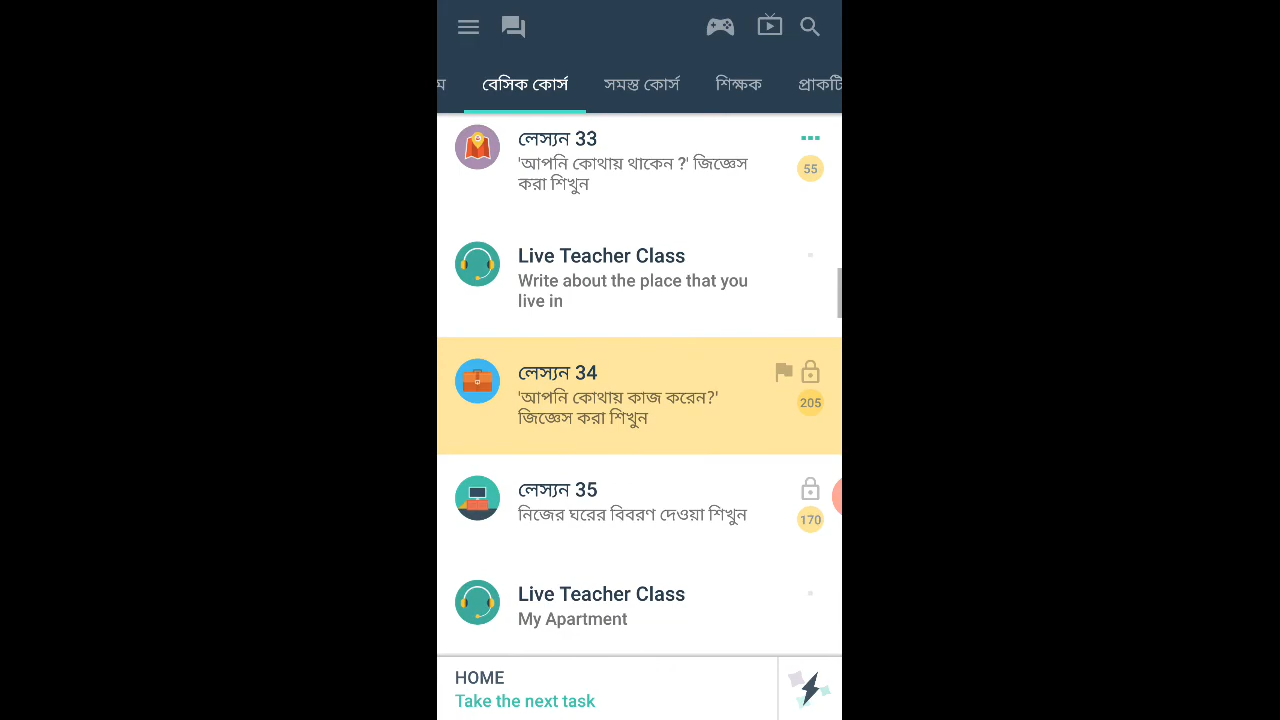 ম বেসিক কোর্স সমস্ত কোর্স শিক্ষক প্রাকটি
লেস্যন 33
'আপনি কোথায় থাকেন ?' জিজ্ঞেস
করা শিখুন
55
Live Teacher Class
Write about the place that you
live in
লেস্যন 34
'আপনি কোথায় কাজ করেন?'
জিজ্ঞেস করা শিখুন
205
লেস্যন 35
নিজের ঘরের বিবরণ দেওয়া শিখুন
170
Live Teacher Class
My Apartment
HOME
Take the next task